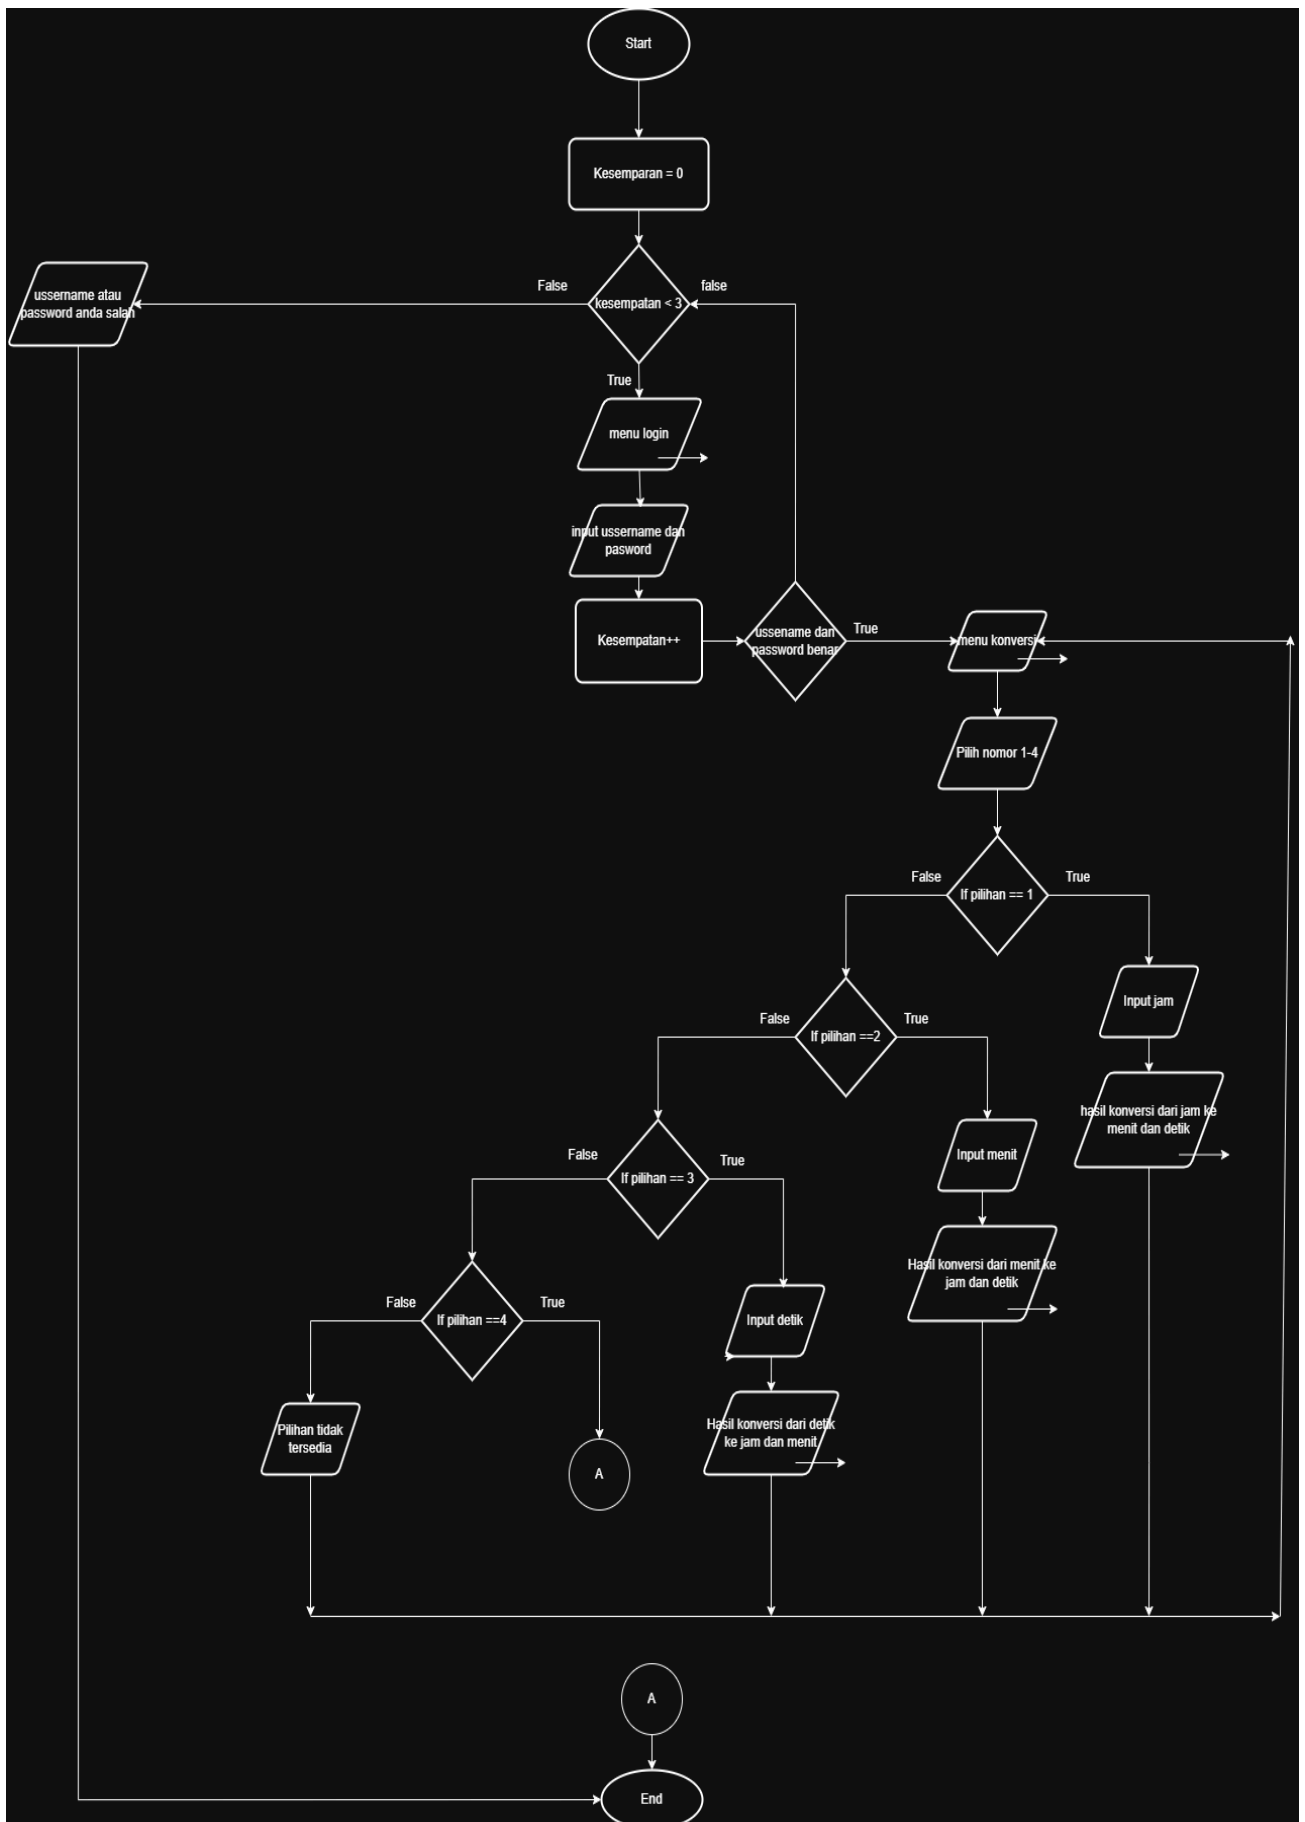 Start
Kesemparan = 0
False
false
kesempatan < 3
ussername atau
password anda salah
True
menu login
input ussername dan
pasword
Kesempatan++
ussename dan
password benar
True
menu konversi
Pilih nomor 1-4
False
True
If pilihan == 1
Input jam
False
True
If pilihan ==2
hasil konversi dari jam ke
menit dan detik
Input menit
False
True
If pilihan == 3
Hasil konversi dari menit ke
jam dan detik
False
True
If pilihan ==4
Input detik
Hasil konversi dari detik
ke jam dan menit
Pilihan tidak
tersedia
A
A
End